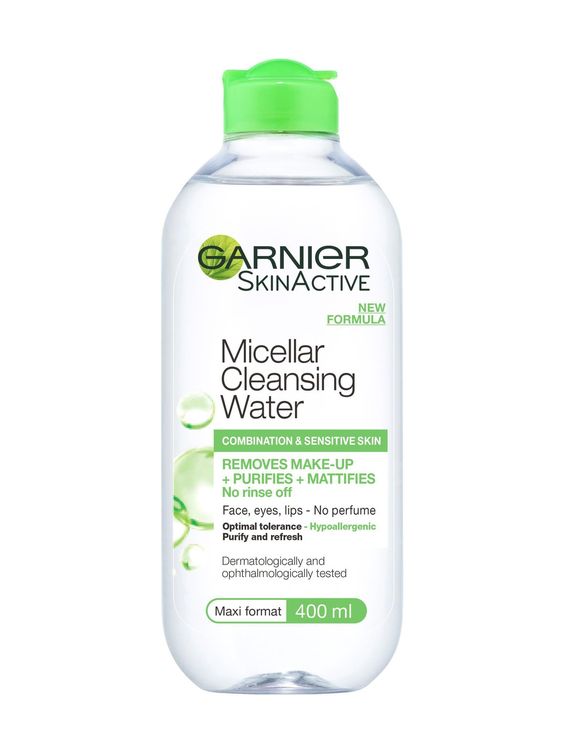 GARNIER
SKINACTIVE
NEW
FORMULA
Micellar
Cleansing
Water
COMBINATION & SENSITIVE SKIN
REMOVES MAKE-UP
+ PURIFIES + MATTIFIES
No rinse off
Face, eyes, lips - No perfume
Optimal tolerance - Hypoallergenic
Purify and refresh
Dermatologically and
ophthalmologically tested
Maxi format 400 ml